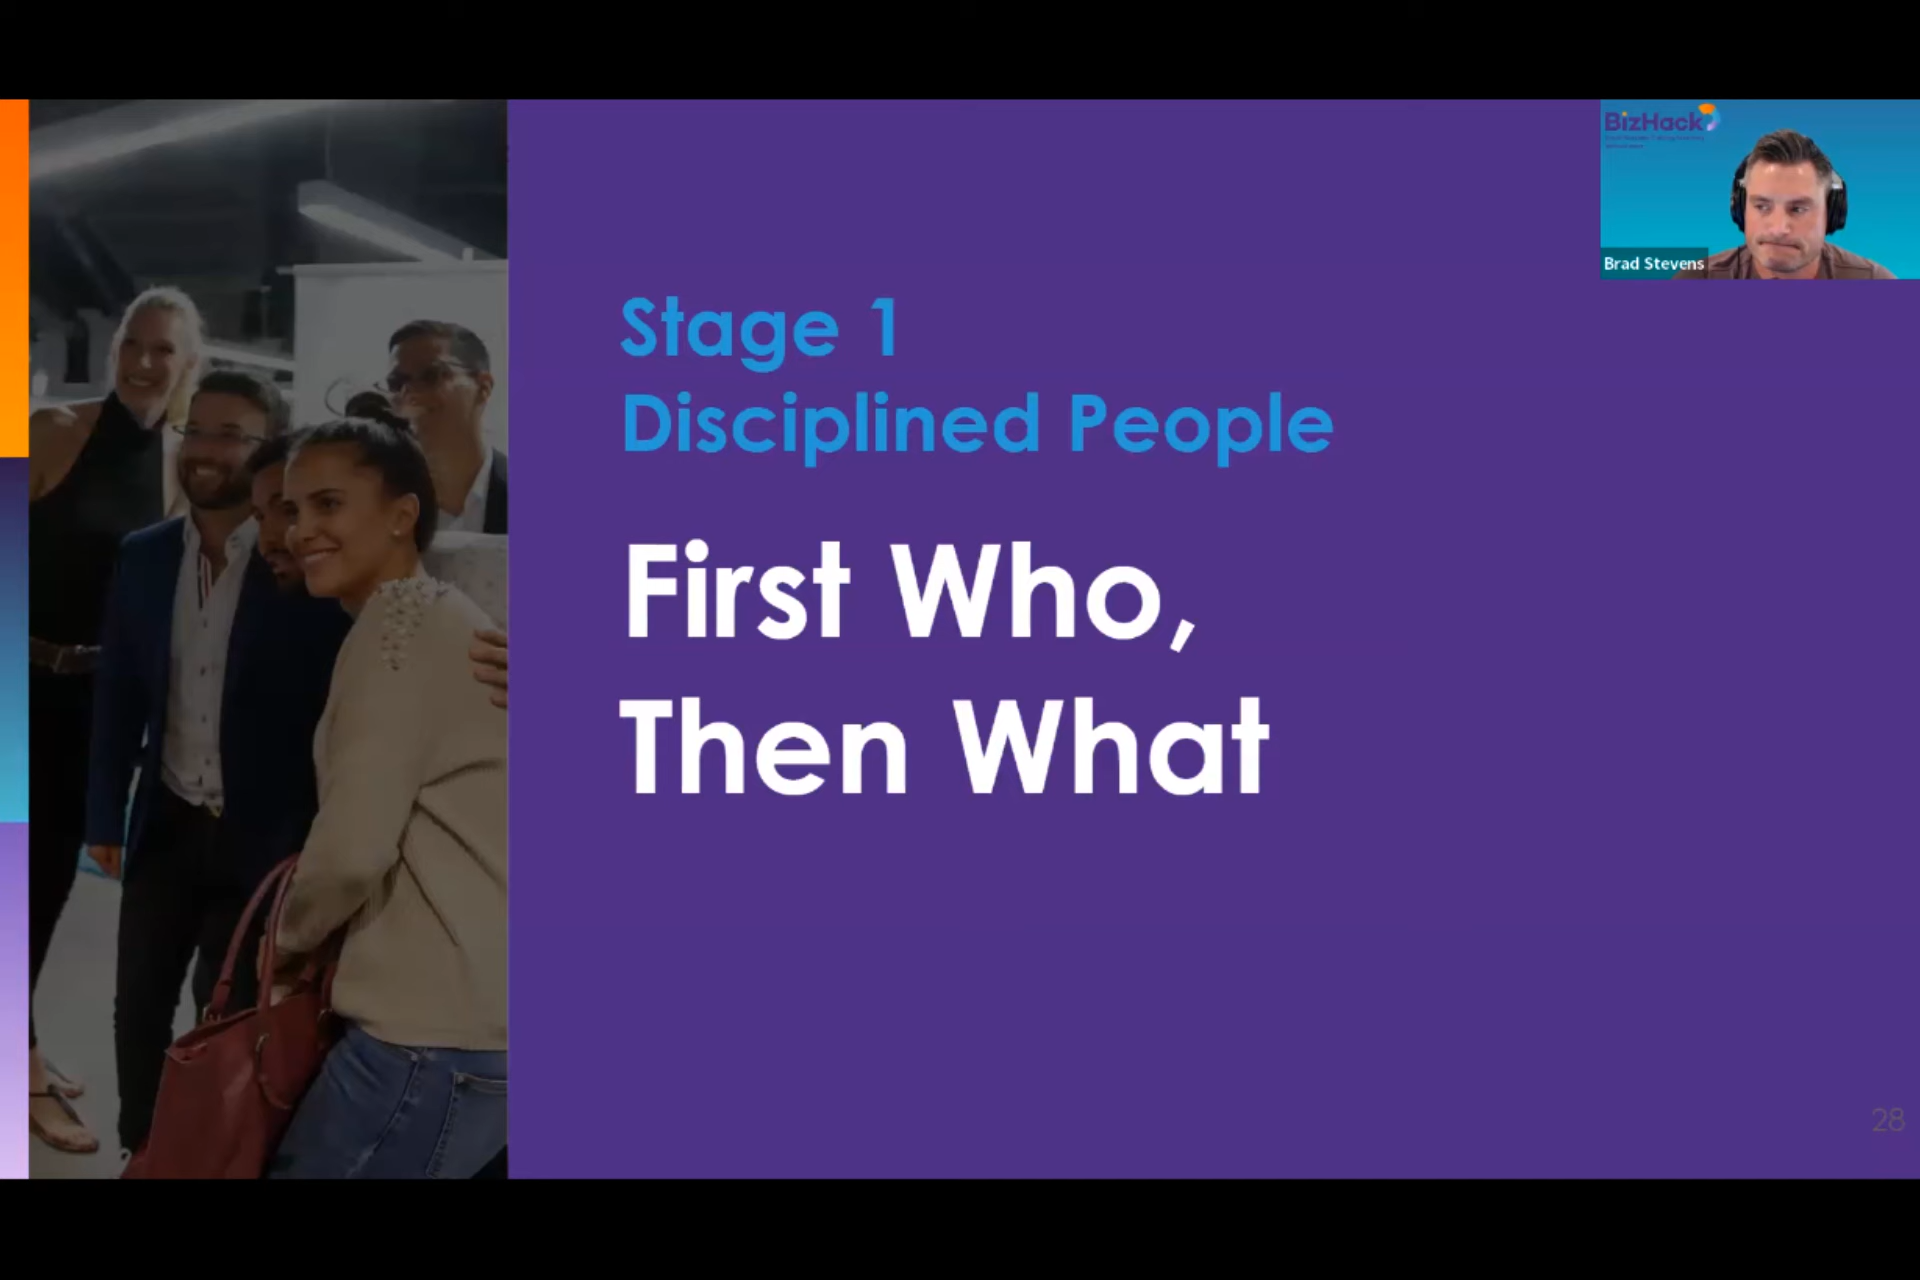 BizHack
Brad Stevens
Stage 1
Disciplined People
First Who,
Then What
28